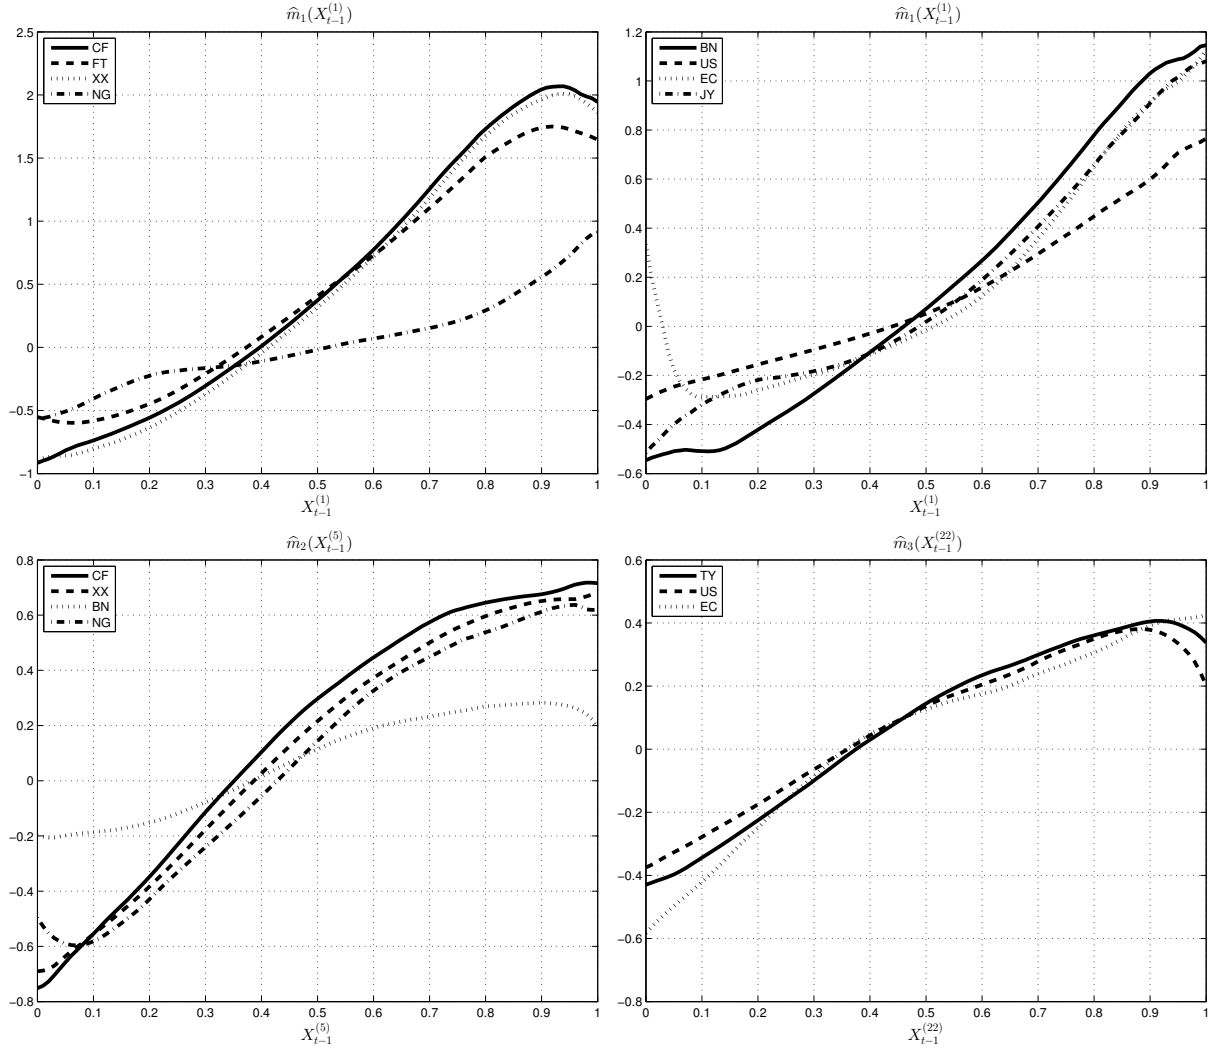 m̂₁(X_{t−1}^{(1)})
2.5
2
1.5
1
0.5
0
−0.5
−1
CF
FT
XX
NG
0 0.1 0.2 0.3 0.4 0.5 0.6 0.7 0.8 0.9 1
X_{t−1}^{(1)}
m̂₁(X_{t−1}^{(1)})
1.2
1
0.8
0.6
0.4
0.2
0
−0.2
−0.4
−0.6
BN
US
EC
JY
0 0.1 0.2 0.3 0.4 0.5 0.6 0.7 0.8 0.9 1
X_{t−1}^{(1)}
m̂₂(X_{t−1}^{(5)})
0.8
0.6
0.4
0.2
0
−0.2
−0.4
−0.6
−0.8
CF
XX
BN
NG
0 0.1 0.2 0.3 0.4 0.5 0.6 0.7 0.8 0.9 1
X_{t−1}^{(5)}
m̂₃(X_{t−1}^{(22)})
0.6
0.4
0.2
0
−0.2
−0.4
−0.6
−0.8
TY
US
EC
0 0.1 0.2 0.3 0.4 0.5 0.6 0.7 0.8 0.9 1
X_{t−1}^{(22)}